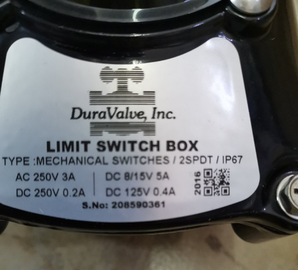 DuraValve, Inc.
LIMIT SWITCH BOX
TYPE :MECHANICAL SWITCHES / 2SPDT / IP67
AC 250V 3A DC 8/15V 5A
DC 250V 0.2A DC 125V 0.4A
2016
S.No: 208590361